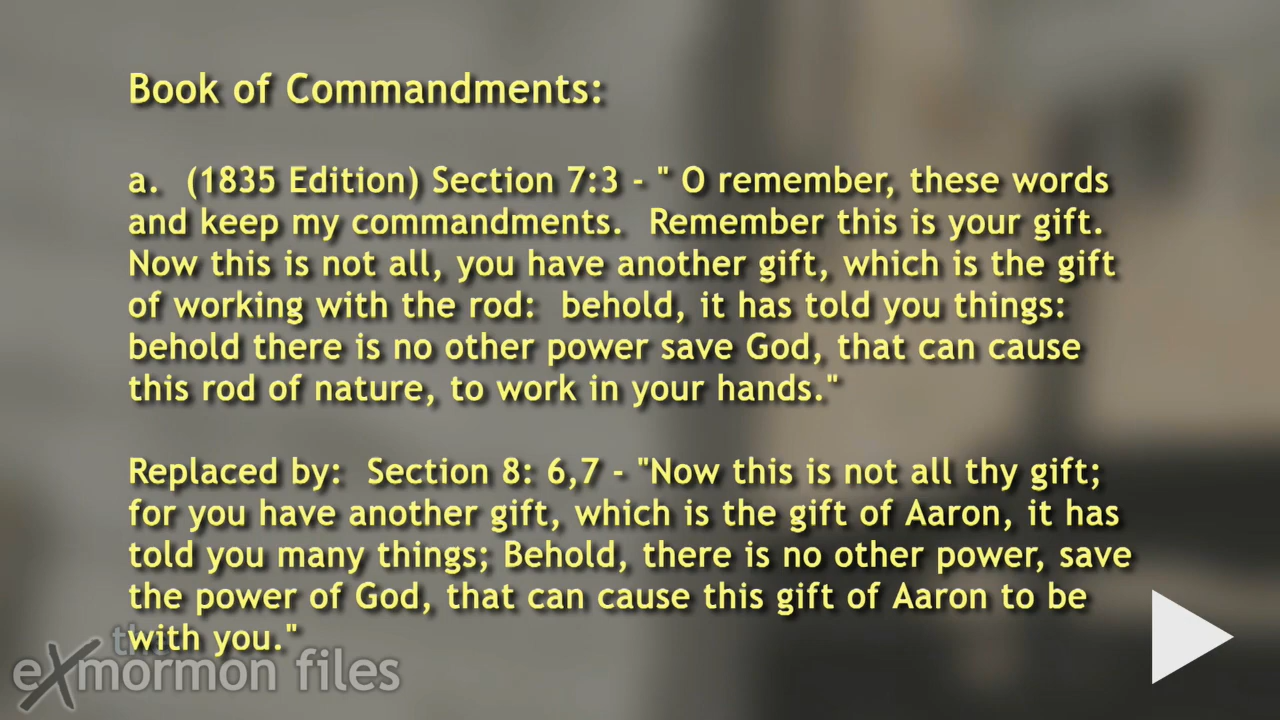 Book of Commandments:
a. (1835 Edition) Section 7:3 - " O remember, these words
and keep my commandments. Remember this is your gift.
Now this is not all, you have another gift, which is the gift
of working with the rod: behold, it has told you things:
behold there is no other power save God, that can cause
this rod of nature, to work in your hands."
Replaced by: Section 8: 6,7 - "Now this is not all thy gift;
for you have another gift, which is the gift of Aaron, it has
told you many things; Behold, there is no other power, save
the power of God, that can cause this gift of Aaron to be
with you."
the
exmormon files